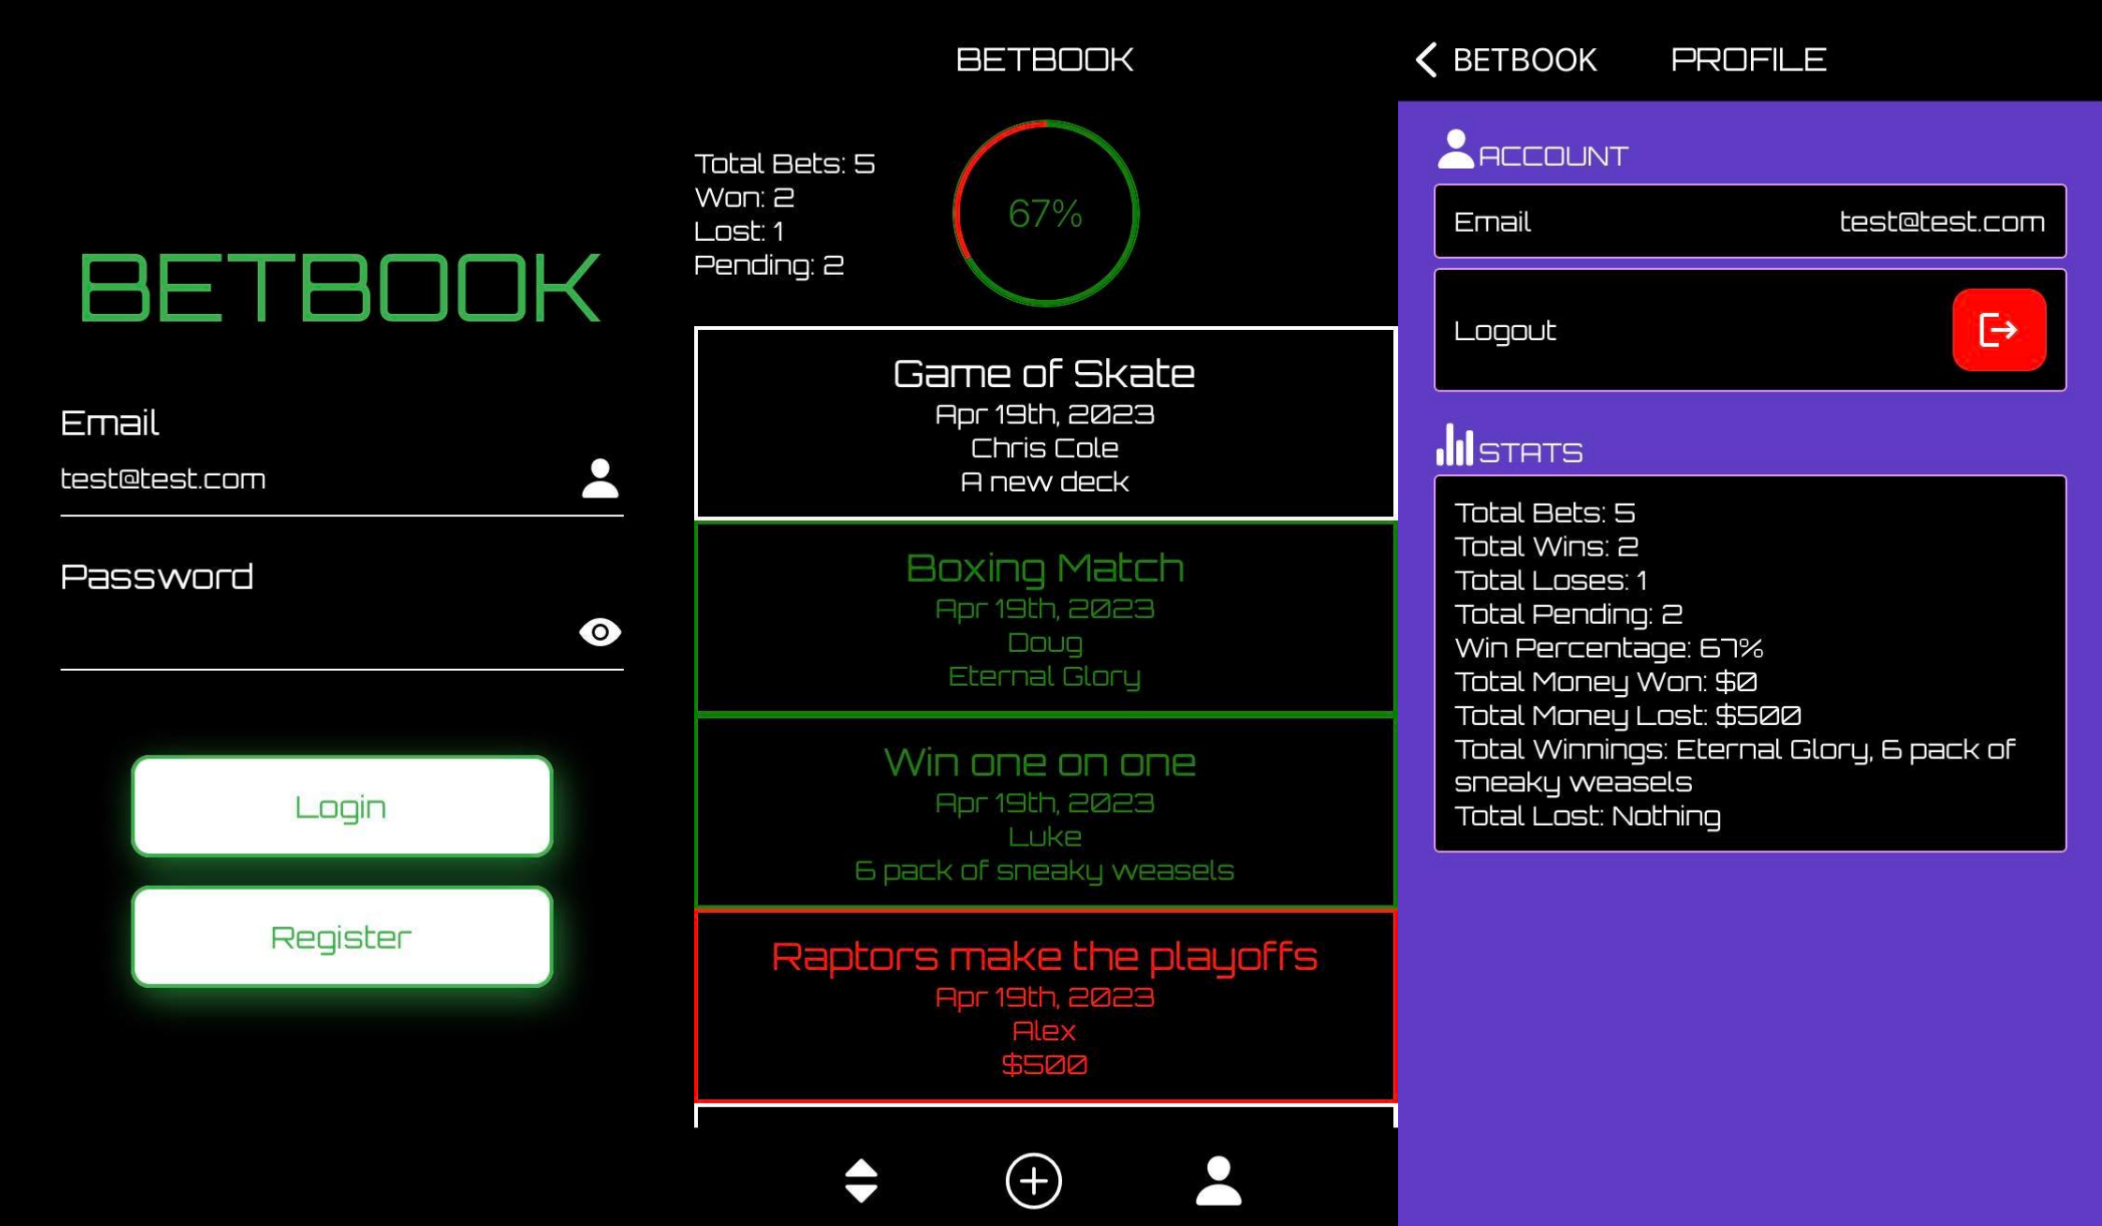 BETBOOK
Email
test@test.com
Password
Login
Register
BETBOOK
Total Bets: 5
Won: 2
Lost: 1
Pending: 2
67%
Game of Skate
Apr 19th, 2023
Chris Cole
A new deck
Boxing Match
Apr 19th, 2023
Doug
Eternal Glory
Win one on one
Apr 19th, 2023
Luke
6 pack of sneaky weasels
Raptors make the playoffs
Apr 19th, 2023
Alex
$500
BETBOOK PROFILE
ACCOUNT
Email test@test.com
Logout
STATS
Total Bets: 5
Total Wins: 2
Total Loses: 1
Total Pending: 2
Win Percentage: 67%
Total Money Won: $0
Total Money Lost: $500
Total Winnings: Eternal Glory, 6 pack of
sneaky weasels
Total Lost: Nothing